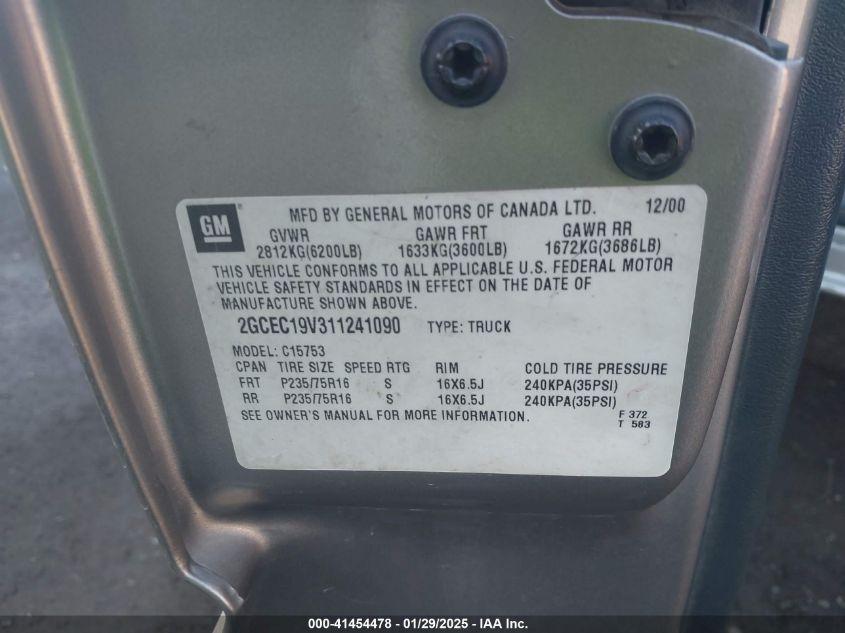 GM
MFD BY GENERAL MOTORS OF CANADA LTD. 12/00
GVWR GAWR FRT GAWR RR
2812KG(6200LB) 1633KG(3600LB) 1672KG(3686LB)
THIS VEHICLE CONFORMS TO ALL APPLICABLE U.S. FEDERAL MOTOR
VEHICLE SAFETY STANDARDS IN EFFECT ON THE DATE OF
MANUFACTURE SHOWN ABOVE.
2GCEC19V311241090 TYPE: TRUCK
MODEL: C15753
CPAN TIRE SIZE SPEED RTG RIM COLD TIRE PRESSURE
FRT P235/75R16 S 16X6.5J 240KPA(35PSI)
RR P235/75R16 S 16X6.5J 240KPA(35PSI)
SEE OWNER'S MANUAL FOR MORE INFORMATION. F 372
T 583
000-41454478 - 01/29/2025 - IAA Inc.